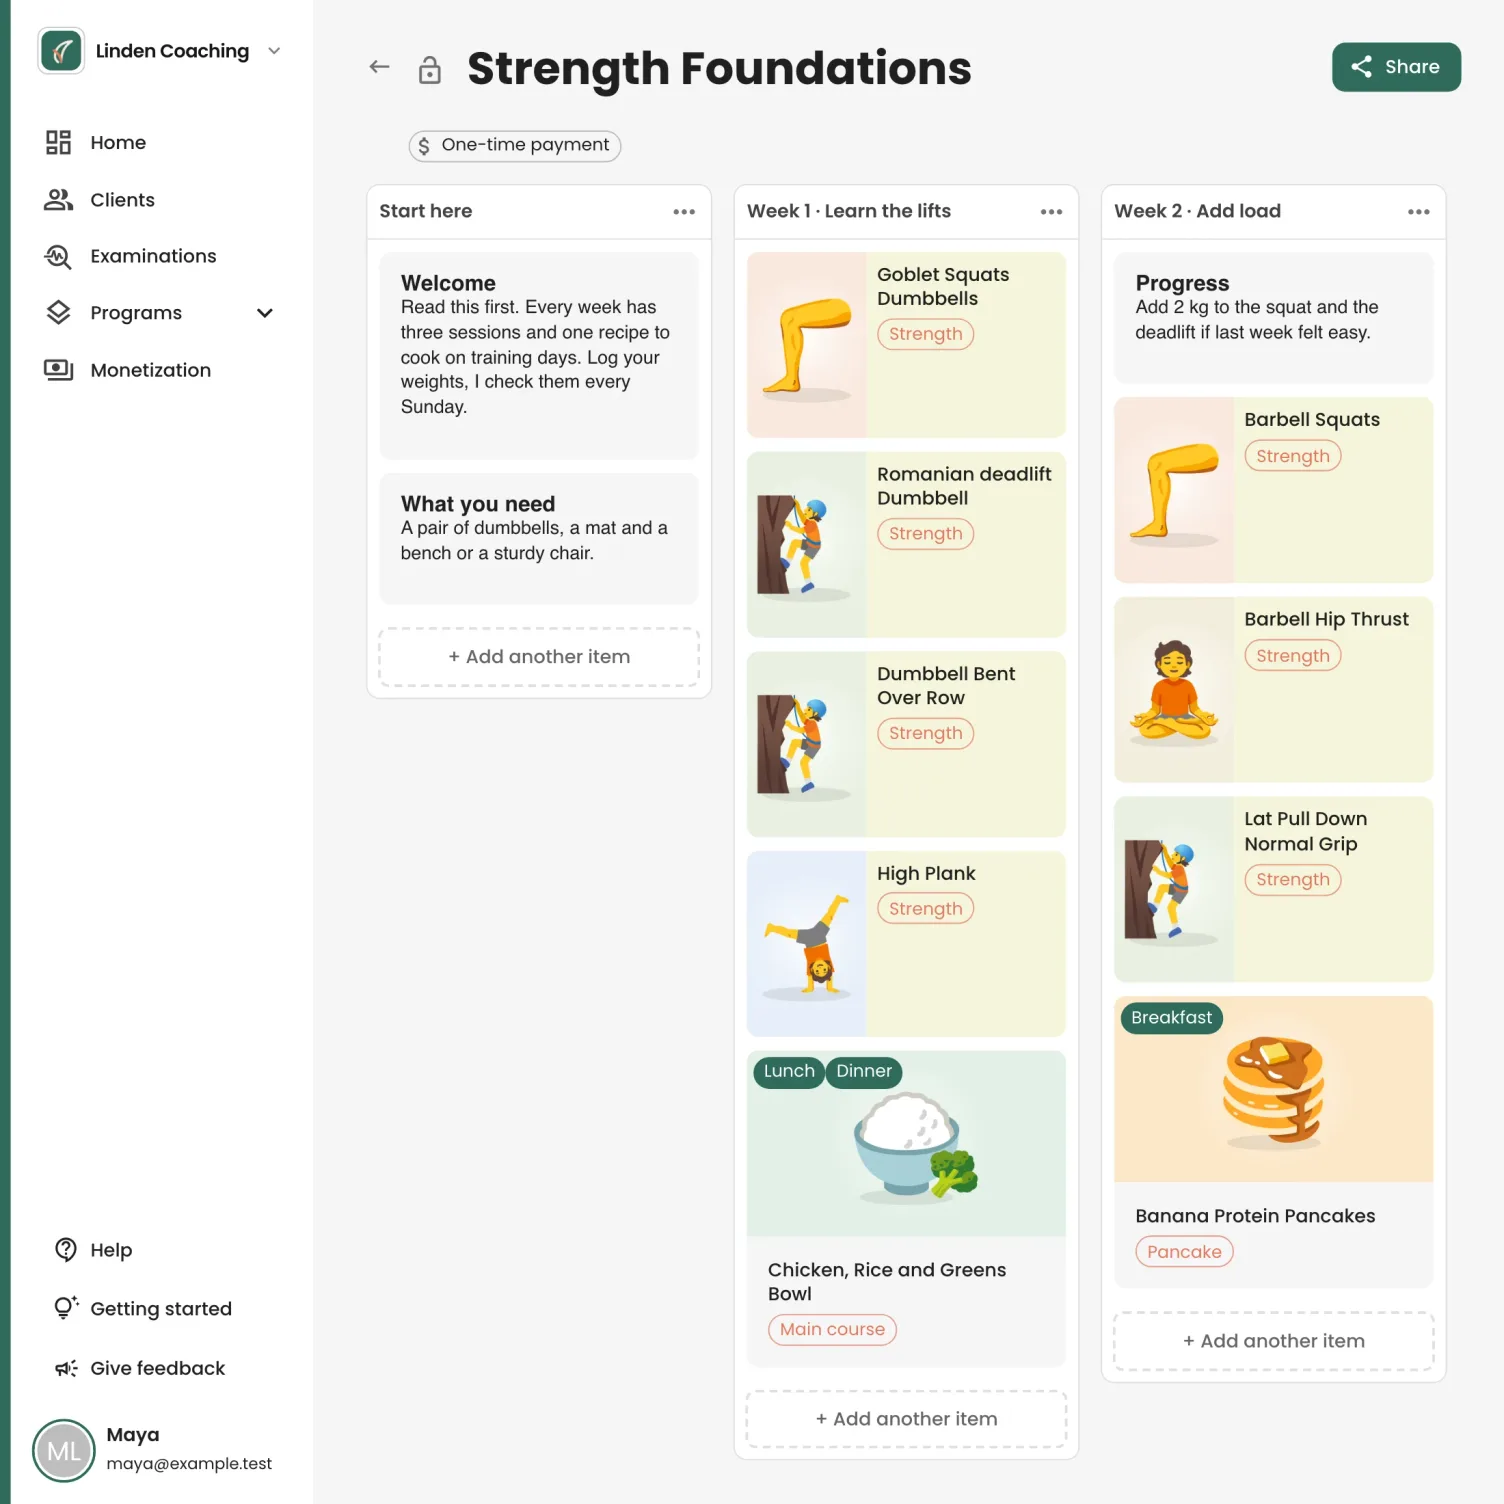 Linden Coaching
Home
Clients
Examinations
Programs
Monetization
Help
Getting started
Give feedback
ML
Maya
maya@example.test
Strength Foundations
Share
$ One-time payment
Start here
Welcome
Read this first. Every week has
three sessions and one recipe to
cook on training days. Log your
weights, I check them every
Sunday.
What you need
A pair of dumbbells, a mat and a
bench or a sturdy chair.
+ Add another item
Week 1 · Learn the lifts
Goblet Squats
Dumbbells
Strength
Romanian deadlift
Dumbbell
Strength
Dumbbell Bent
Over Row
Strength
High Plank
Strength
Lunch
Dinner
Chicken, Rice and Greens
Bowl
Main course
+ Add another item
Week 2 · Add load
Progress
Add 2 kg to the squat and the
deadlift if last week felt easy.
Barbell Squats
Strength
Barbell Hip Thrust
Strength
Lat Pull Down
Normal Grip
Strength
Breakfast
Banana Protein Pancakes
Pancake
+ Add another item